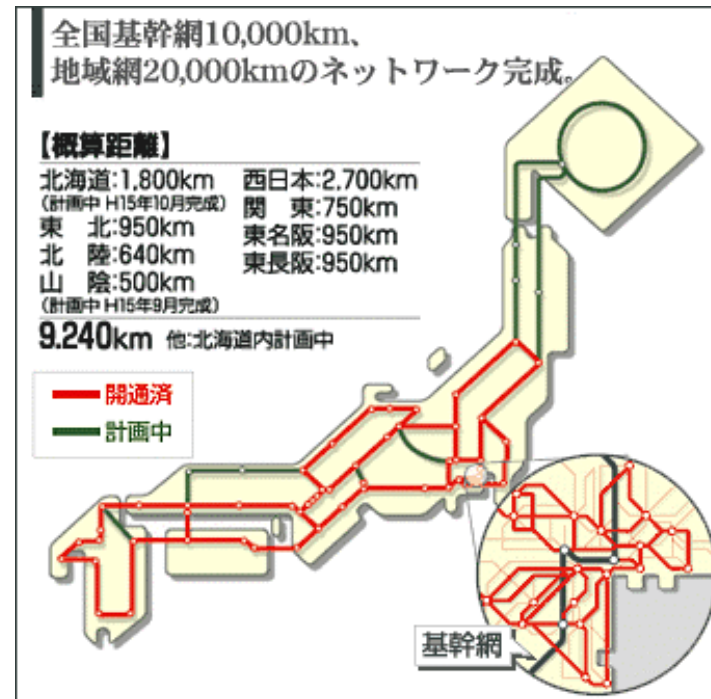 全国基幹網10,000km、
地域網20,000kmのネットワーク完成。
【概算距離】
北海道:1,800km
(計画中 H15年10月完成)
東 北:950km
北 陸:640km
山 陰:500km
(計画中 H15年9月完成)
西日本:2,700km
関 東:750km
東名阪:950km
東長阪:950km
9.240km 他:北海道内計画中
開通済
計画中
基幹網